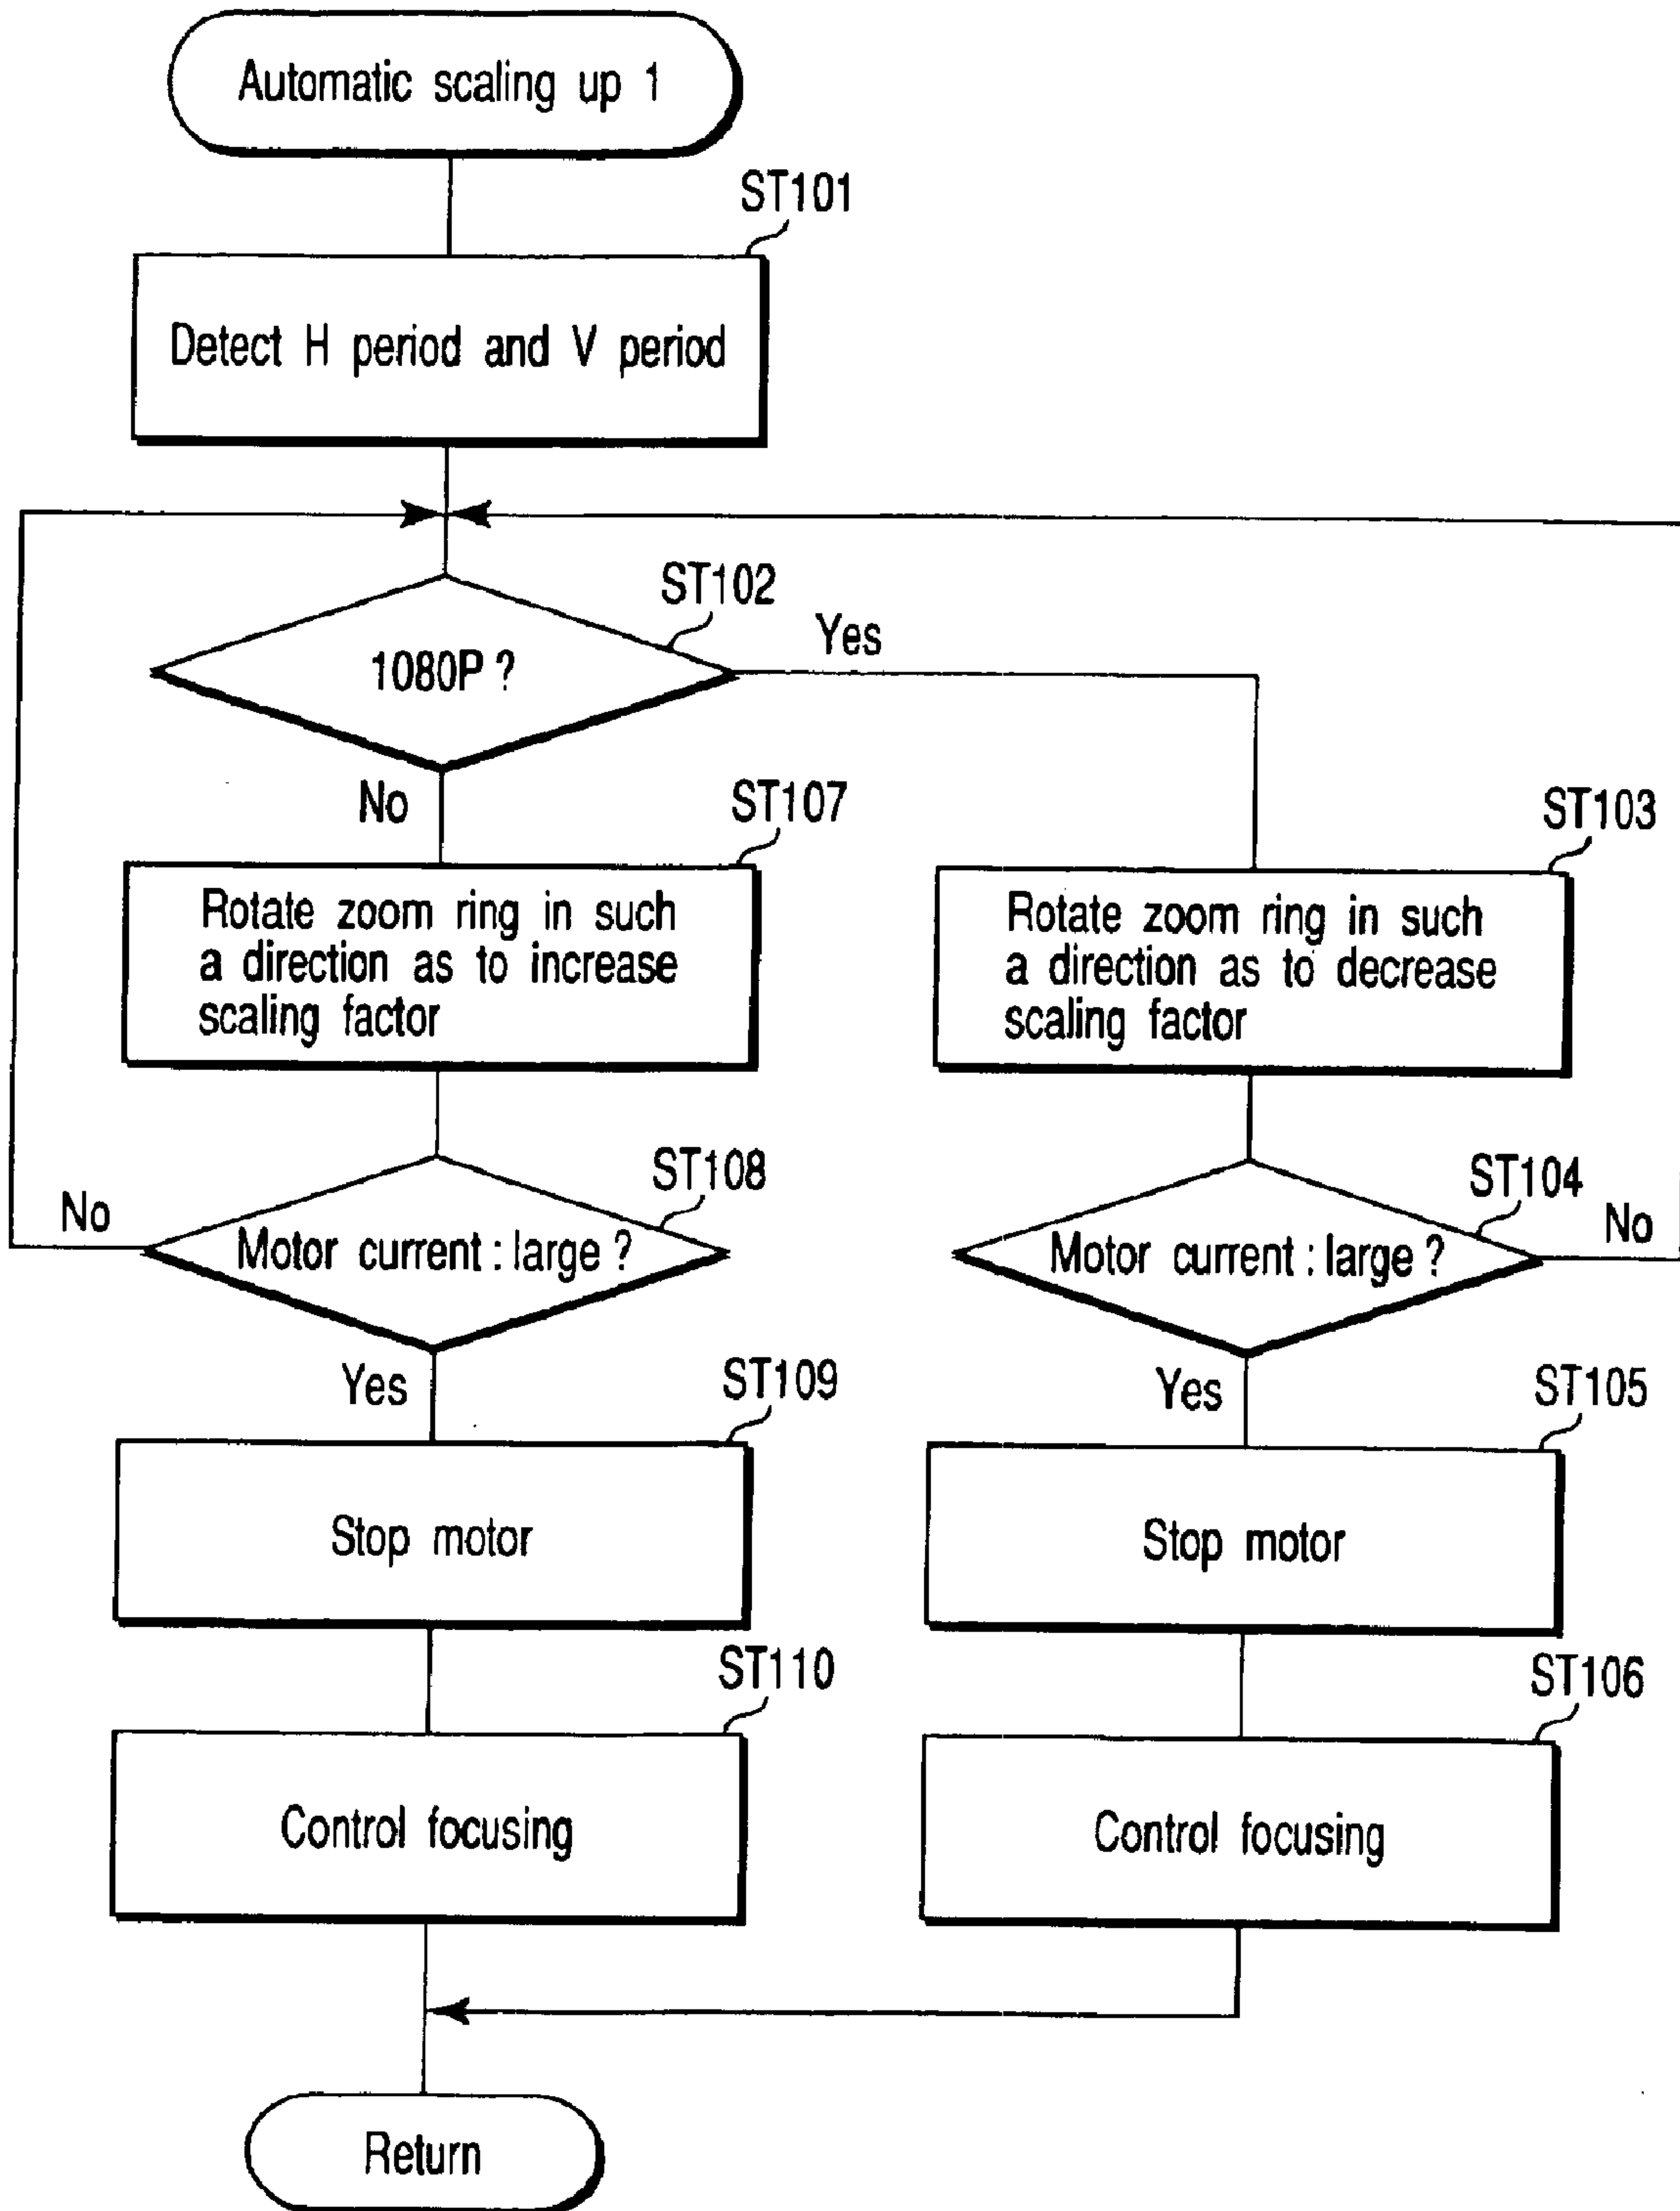 Automatic scaling up 1
ST101
Detect H period and V period
ST102
1080P ?
Yes
No
ST107
Rotate zoom ring in such
a direction as to increase
scaling factor
ST103
Rotate zoom ring in such
a direction as to decrease
scaling factor
ST108
Motor current : large ?
No
Yes
ST104
Motor current : large ?
No
Yes
ST109
Stop motor
ST105
Stop motor
ST110
Control focusing
ST106
Control focusing
Return